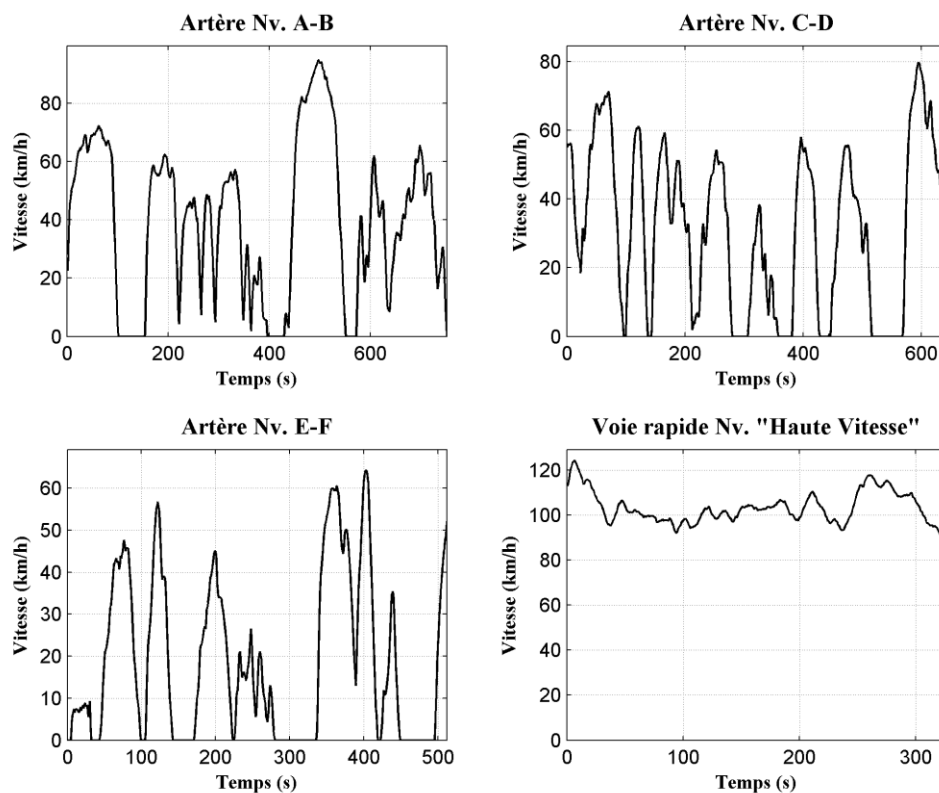 Artère Nv. A-B
Vitesse (km/h)
80
60
40
20
0
0 200 400 600
Temps (s)
Artère Nv. C-D
Vitesse (km/h)
80
60
40
20
0
0 200 400 600
Temps (s)
Artère Nv. E-F
Vitesse (km/h)
60
50
40
30
20
10
0
0 100 200 300 400 500
Temps (s)
Voie rapide Nv. "Haute Vitesse"
Vitesse (km/h)
120
100
80
60
40
20
0
0 100 200 300
Temps (s)